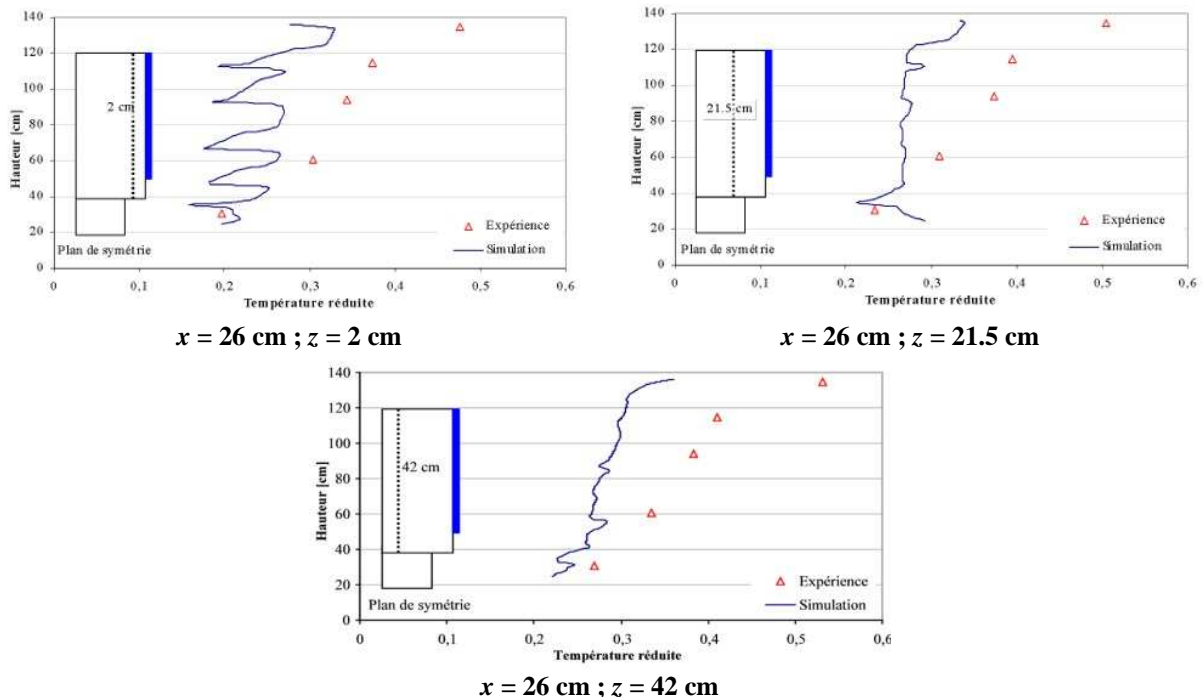 140
120
100
80
60
40
20
0
Hauteur [cm]
2 cm
Plan de symétrie
Expérience
Simulation
0 0,1 0,2 0,3 0,4 0,5 0,6
Température réduite
x = 26 cm ; z = 2 cm
140
120
100
80
60
40
20
0
Hauteur [cm]
21.5 cm
Plan de symétrie
Expérience
Simulation
0 0,1 0,2 0,3 0,4 0,5 0,6
Température réduite
x = 26 cm ; z = 21.5 cm
140
120
100
80
60
40
20
0
Hauteur [cm]
42 cm
Plan de symétrie
Expérience
Simulation
0 0,1 0,2 0,3 0,4 0,5 0,6
Température réduite
x = 26 cm ; z = 42 cm